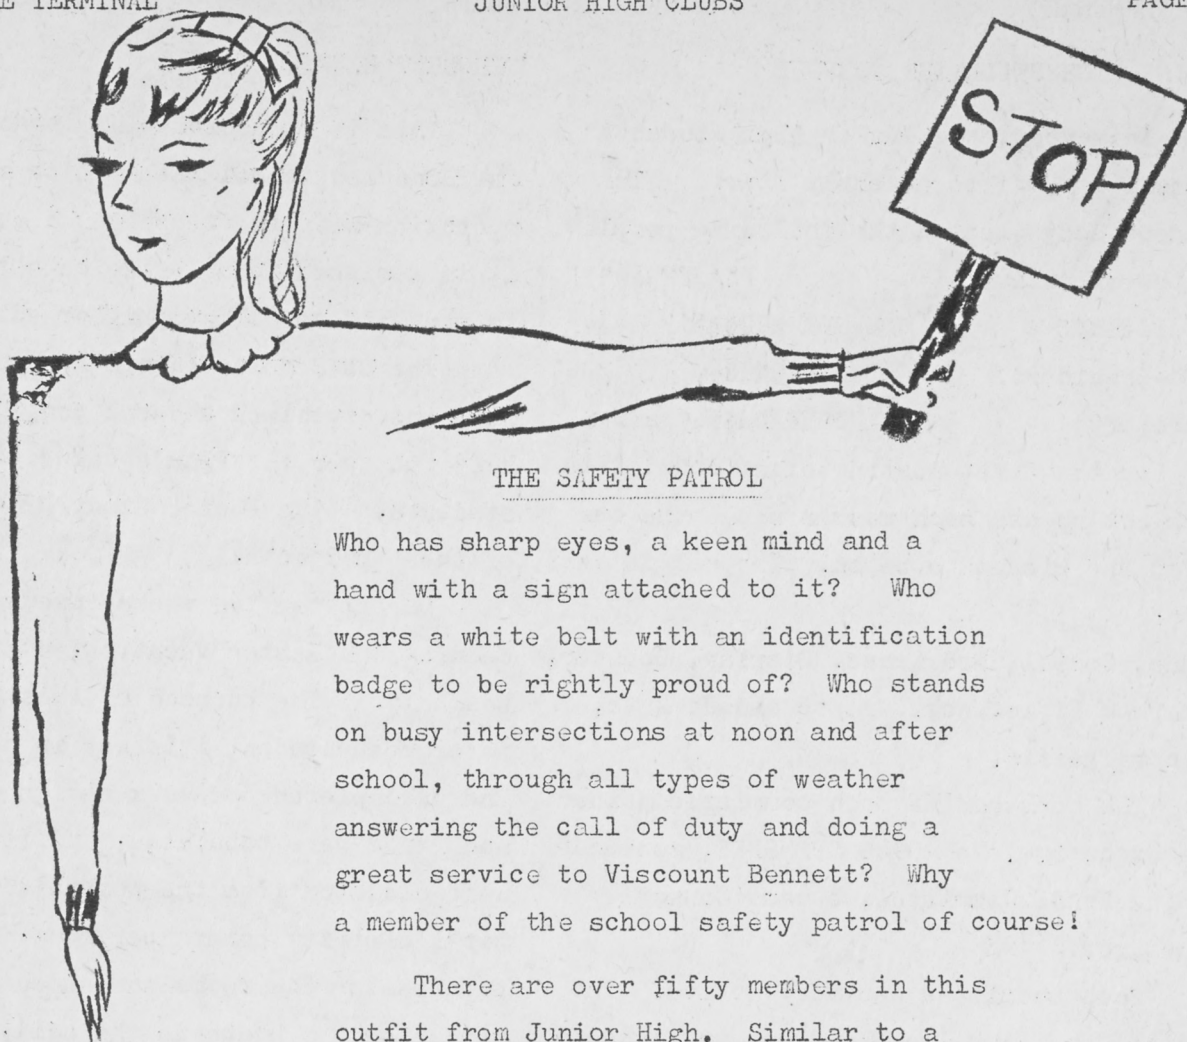 E TERMINAL JUNIOR HIGH CLUBS PAGE
STOP
THE SAFETY PATROL
Who has sharp eyes, a keen mind and a
hand with a sign attached to it? Who
wears a white belt with an identification
badge to be rightly proud of? Who stands
on busy intersections at noon and after
school, through all types of weather
answering the call of duty and doing a
great service to Viscount Bennett? Why
a member of the school safety patrol of course!
There are over fifty members in this
outfit from Junior High. Similar to a